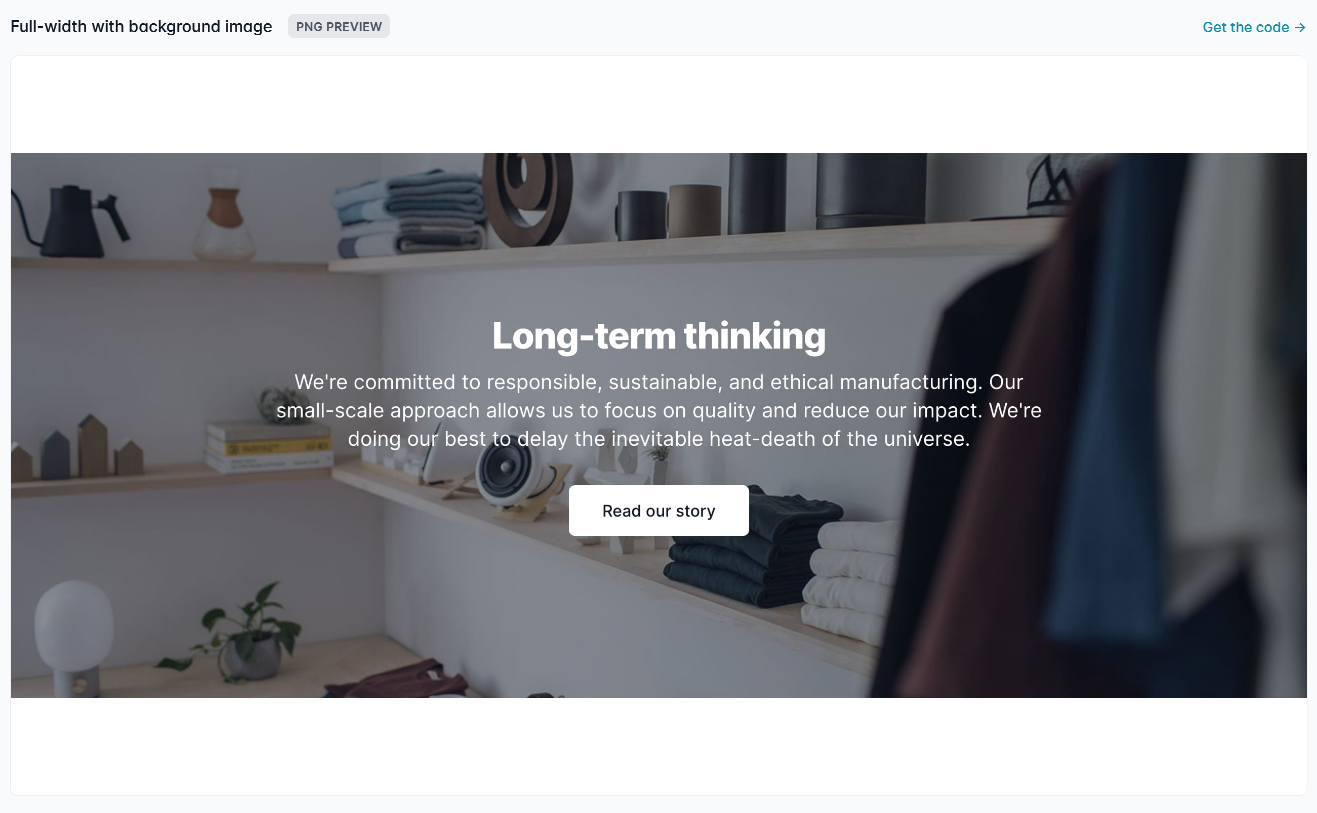 Full-width with background image
PNG PREVIEW
Get the code →
Long-term thinking
We're committed to responsible, sustainable, and ethical manufacturing. Our
small-scale approach allows us to focus on quality and reduce our impact. We're
doing our best to delay the inevitable heat-death of the universe.
Read our story